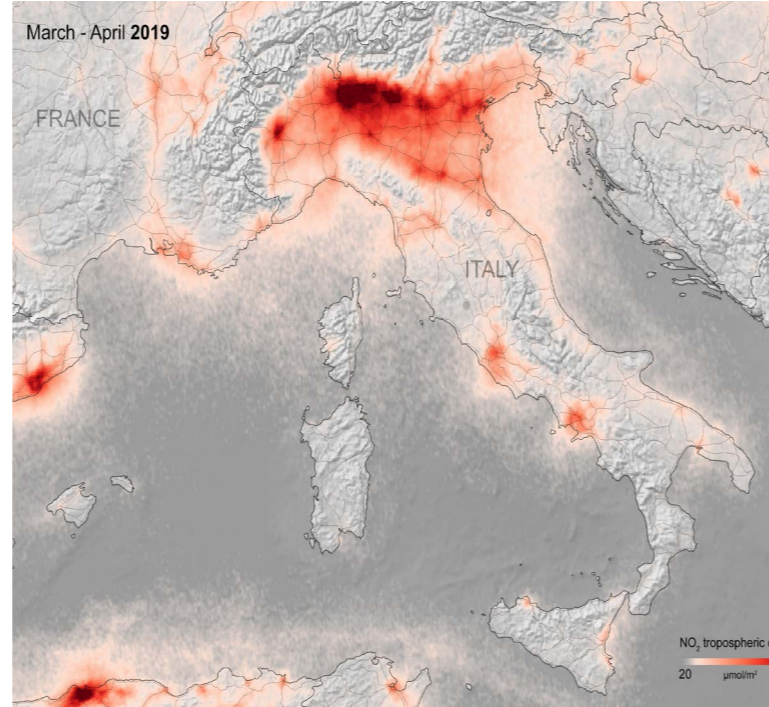 March - April 2019
FRANCE
ITALY
NO₂ tropospheric
20 µmol/m²